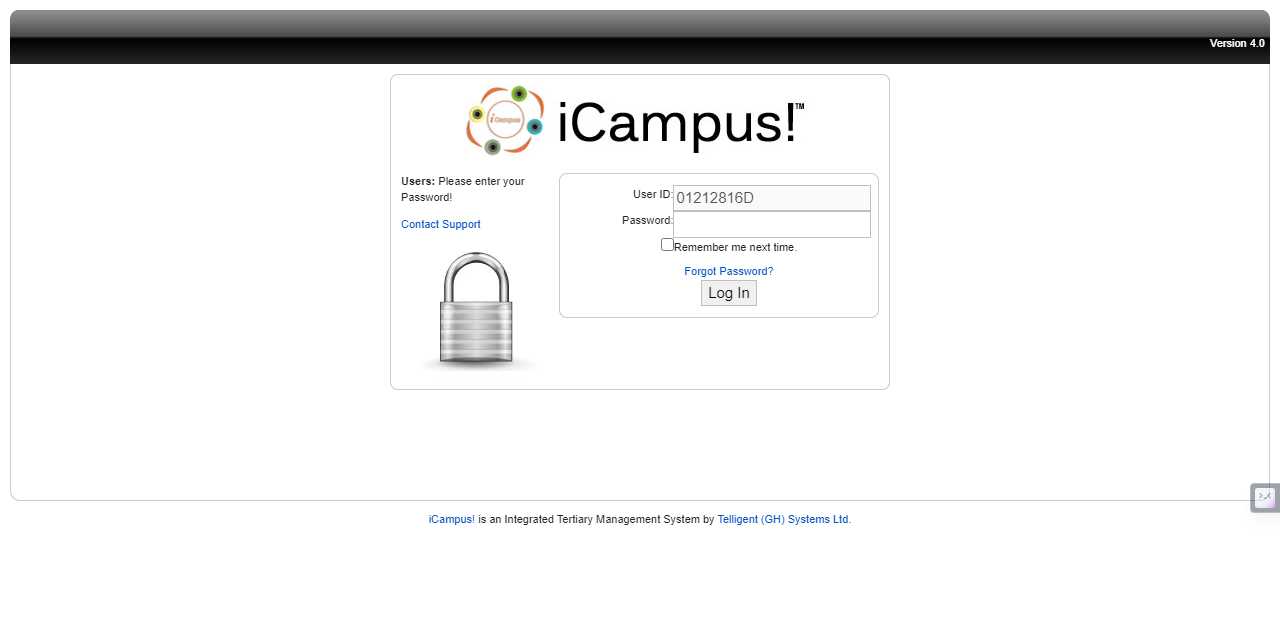 Version 4.0
iCampus
iCampus!™
Users: Please enter your
Password!
Contact Support
User ID: 01212816D
Password:
Remember me next time.
Forgot Password?
Log In
iCampus! is an Integrated Tertiary Management System by Telligent (GH) Systems Ltd.